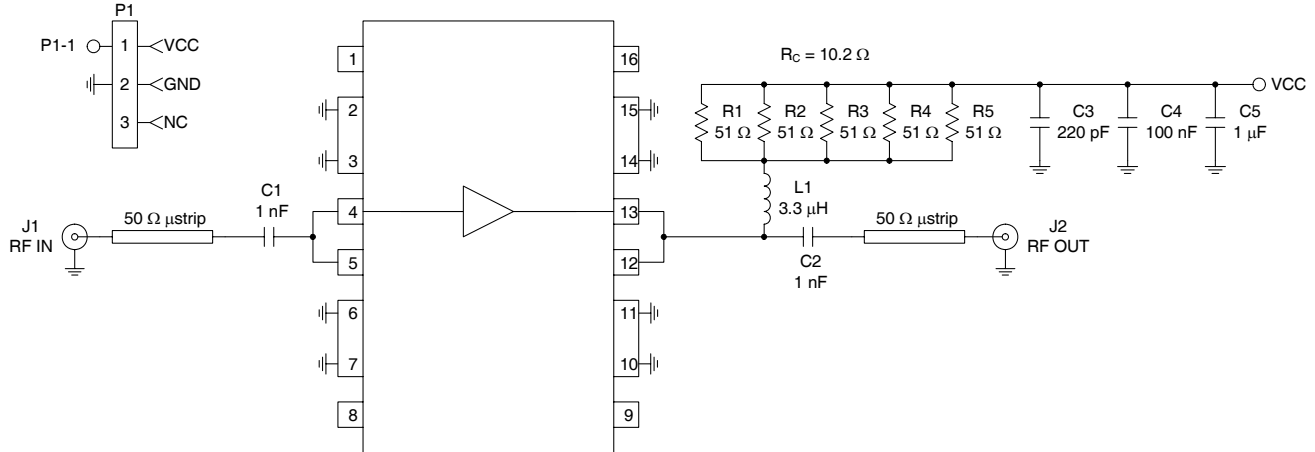 P1
P1-1
1
VCC
2
GND
3
NC
J1
RF IN
50 Ω μstrip
C1
1 nF
1
2
3
4
5
6
7
8
16
15
14
13
12
11
10
9
R_C = 10.2 Ω
R1
51 Ω
R2
51 Ω
R3
51 Ω
R4
51 Ω
R5
51 Ω
C3
220 pF
C4
100 nF
C5
1 μF
VCC
L1
3.3 μH
C2
1 nF
50 Ω μstrip
J2
RF OUT